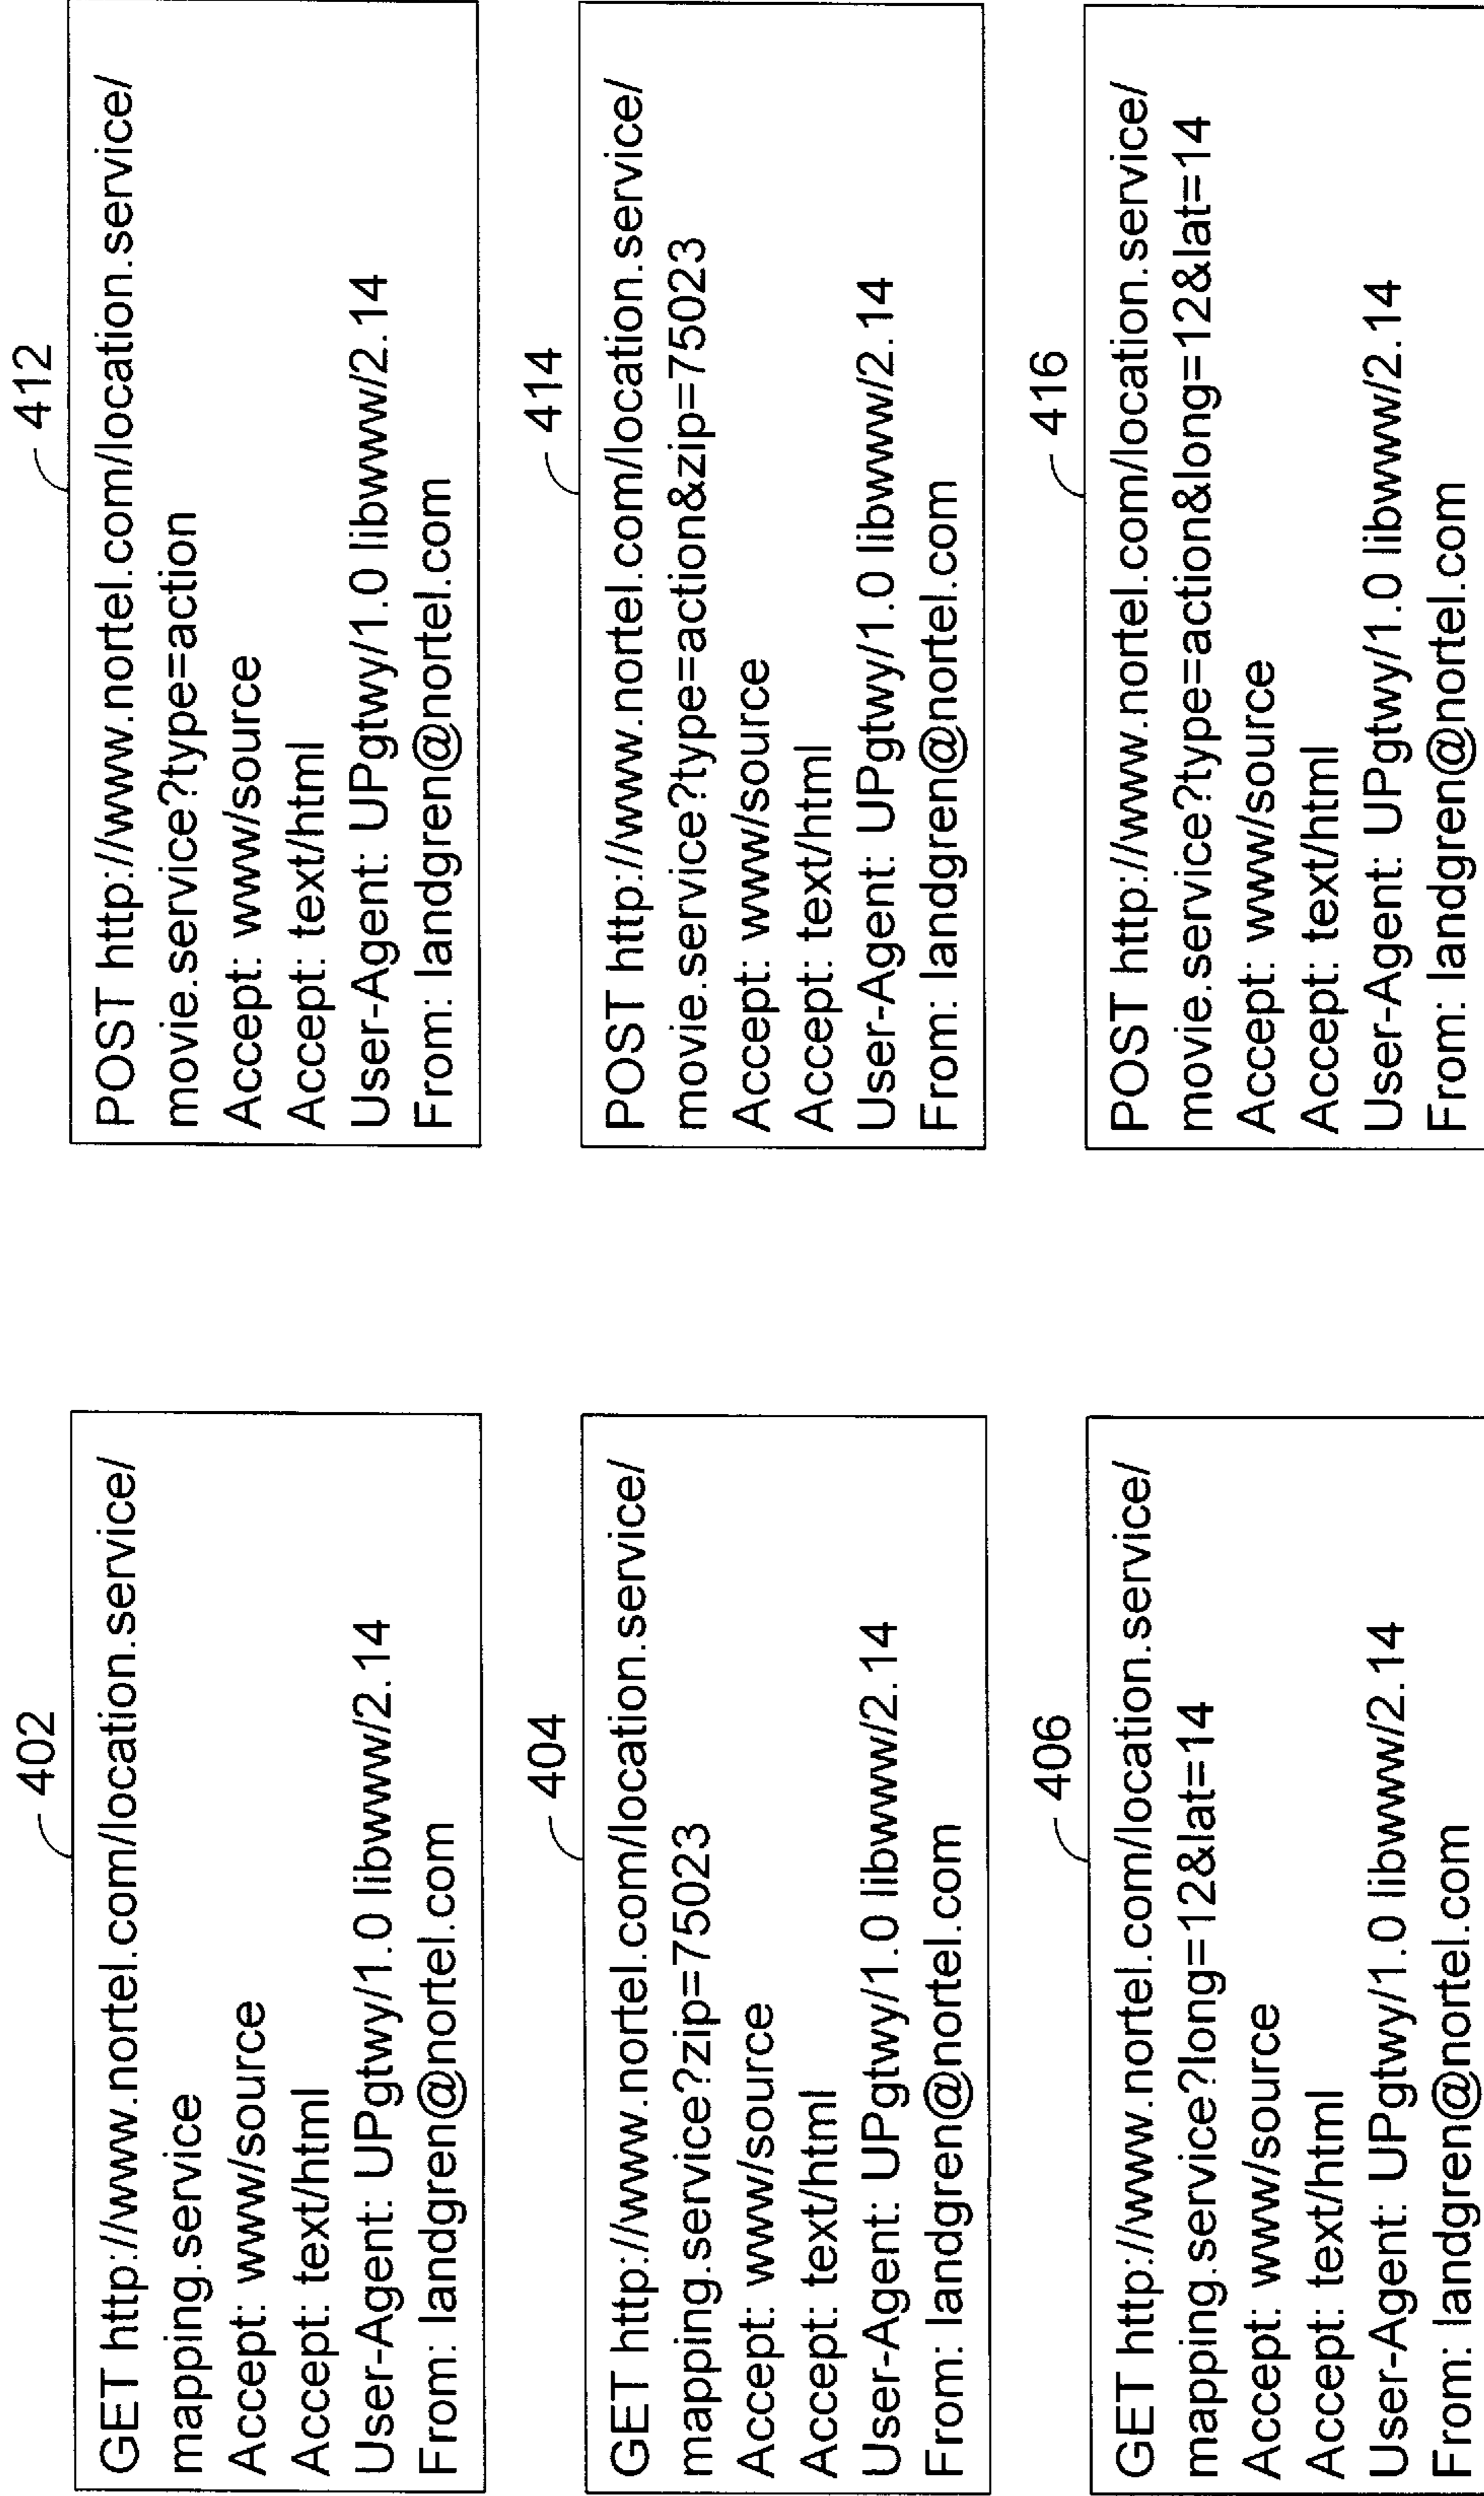 402
GET http://www.nortel.com/location.service/
mapping.service
Accept: www/source
Accept: text/html
User-Agent: UPgtwy/1.0 libwww/2.14
From: landgren@nortel.com
404
GET http://www.nortel.com/location.service/
mapping.service?zip=75023
Accept: www/source
Accept: text/html
User-Agent: UPgtwy/1.0 libwww/2.14
From: landgren@nortel.com
406
GET http://www.nortel.com/location.service/
mapping.service?long=12&lat=14
Accept: www/source
Accept: text/html
User-Agent: UPgtwy/1.0 libwww/2.14
From: landgren@nortel.com
412
POST http://www.nortel.com/location.service/
movie.service?type=action
Accept: www/source
Accept: text/html
User-Agent: UPgtwy/1.0 libwww/2.14
From: landgren@nortel.com
414
POST http://www.nortel.com/location.service/
movie.service?type=action&zip=75023
Accept: www/source
Accept: text/html
User-Agent: UPgtwy/1.0 libwww/2.14
From: landgren@nortel.com
416
POST http://www.nortel.com/location.service/
movie.service?type=action&long=12&lat=14
Accept: www/source
Accept: text/html
User-Agent: UPgtwy/1.0 libwww/2.14
From: landgren@nortel.com